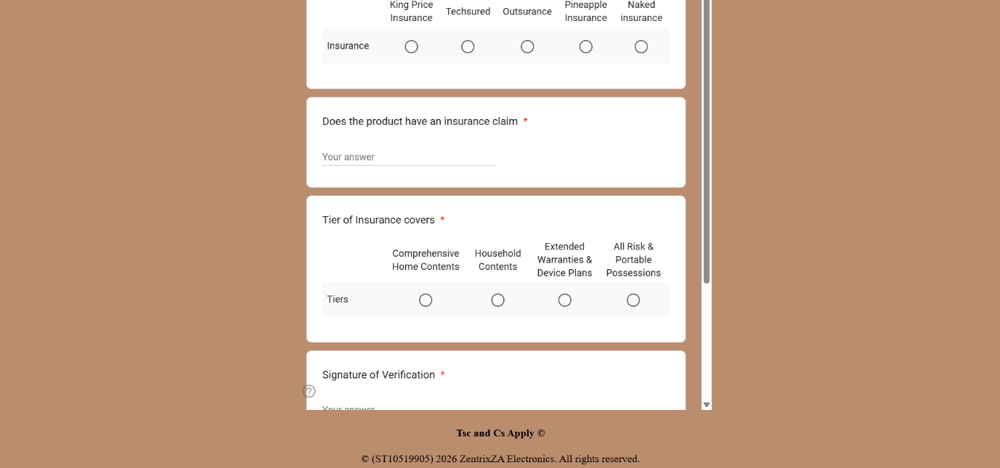 King Price Insurance
Techsured
Outsurance
Pineapple Insurance
Naked insurance
Insurance
Does the product have an insurance claim *
Your answer
Tier of Insurance covers *
Comprehensive Home Contents
Household Contents
Extended Warranties & Device Plans
All Risk & Portable Possessions
Tiers
Signature of Verification *
?
Your answer
Tsc and Cs Apply ©
© (ST10519905) 2026 ZentrixZA Electronics. All rights reserved.